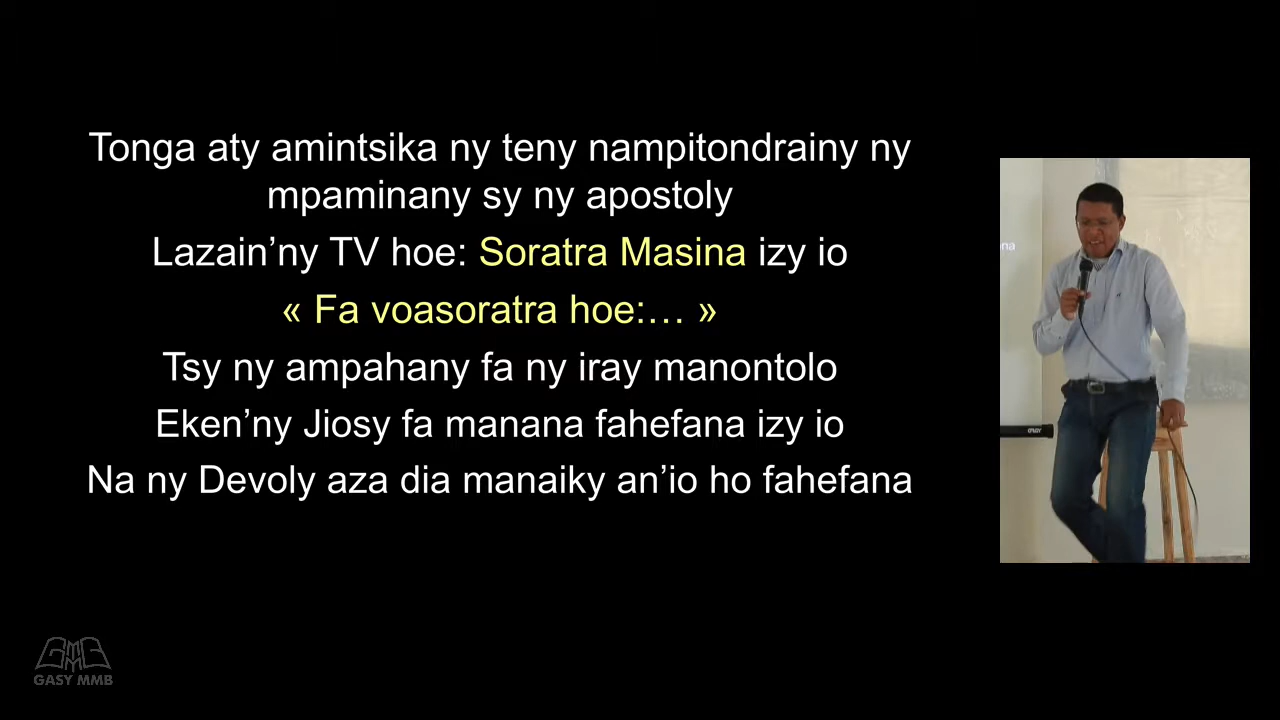 Tonga aty amintsika ny teny nampitondrainy ny
mpaminany sy ny apostoly
Lazain’ny TV hoe: Soratra Masina izy io
« Fa voasoratra hoe:… »
Tsy ny ampahany fa ny iray manontolo
Eken’ny Jiosy fa manana fahefana izy io
Na ny Devoly aza dia manaiky an’io ho fahefana
GASY MMB